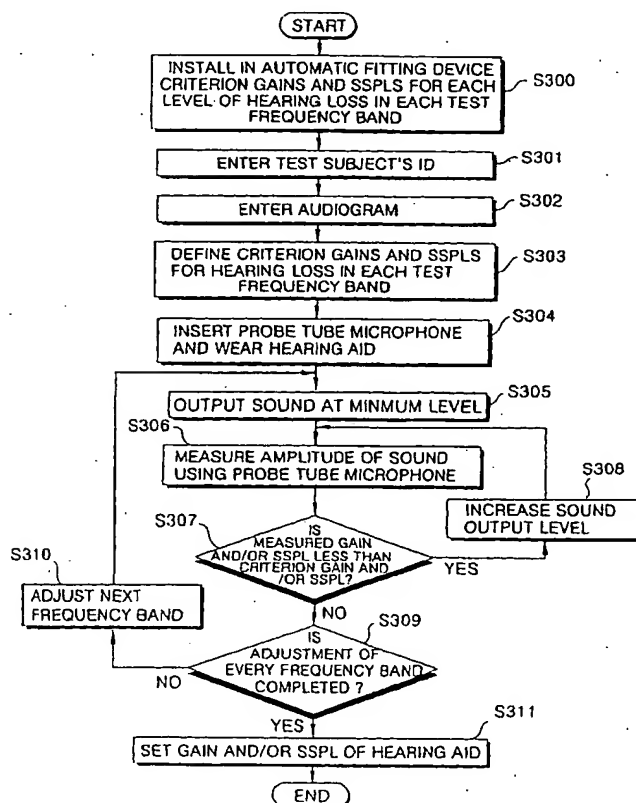 START
INSTALL IN AUTOMATIC FITTING DEVICE
CRITERION GAINS AND SSPLS FOR EACH
LEVEL OF HEARING LOSS IN EACH TEST
FREQUENCY BAND
S300
ENTER TEST SUBJECT'S ID
S301
ENTER AUDIOGRAM
S302
DEFINE CRITERION GAINS AND SSPLS
FOR HEARING LOSS IN EACH TEST
FREQUENCY BAND
S303
INSERT PROBE TUBE MICROPHONE
AND WEAR HEARING AID
S304
OUTPUT SOUND AT MINMUM LEVEL
S305
S306
MEASURE AMPLITUDE OF SOUND
USING PROBE TUBE MICROPHONE
S308
INCREASE SOUND
OUTPUT LEVEL
S307
IS
MEASURED GAIN
AND/OR SSPL LESS THAN
CRITERION GAIN AND
/OR SSPL?
YES
NO
S310
ADJUST NEXT
FREQUENCY BAND
S309
IS
ADJUSTMENT OF
EVERY FREQUENCY BAND
COMPLETED ?
NO
YES
S311
SET GAIN AND/OR SSPL OF HEARING AID
END